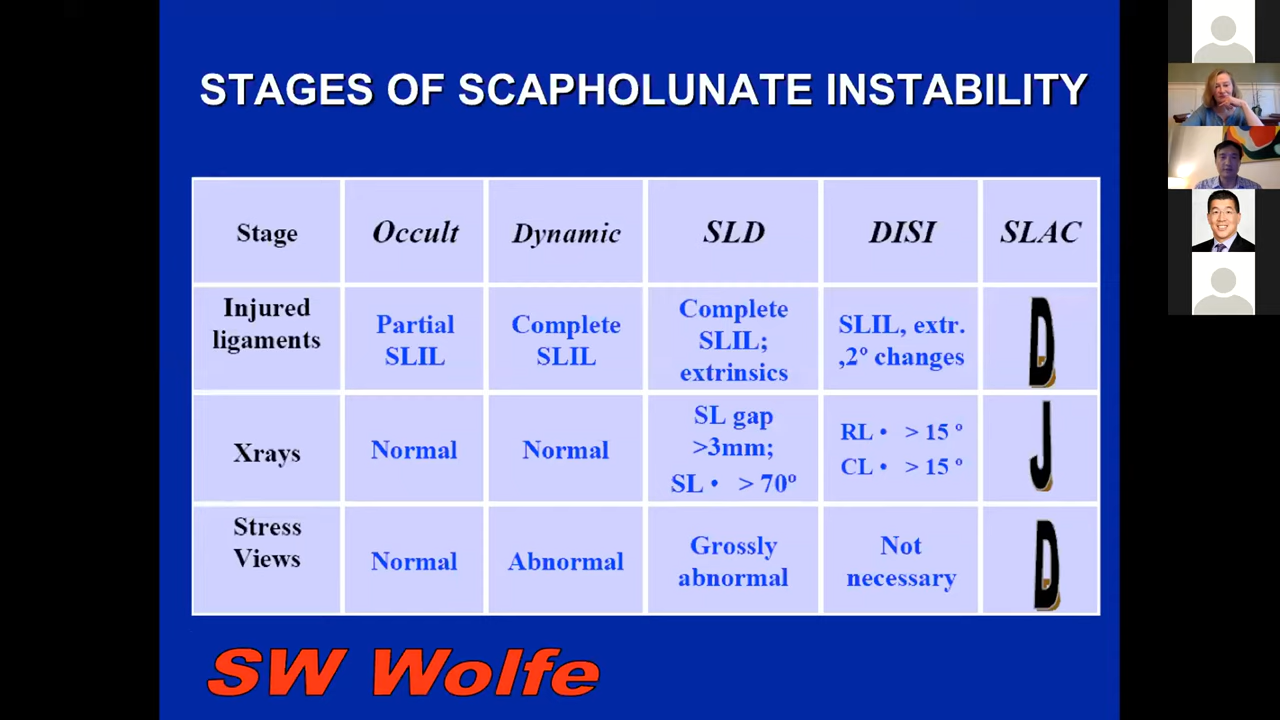 STAGES OF SCAPHOLUNATE INSTABILITY
Stage
Occult
Dynamic
SLD
DISI
SLAC
Injured
ligaments
Partial
SLIL
Complete
SLIL
Complete
SLIL;
extrinsics
SLIL, extr.
,2º changes
D
Xrays
Normal
Normal
SL gap
>3mm;
SL • > 70º
RL • > 15 º
CL • > 15 º
J
Stress
Views
Normal
Abnormal
Grossly
abnormal
Not
necessary
D
SW Wolfe